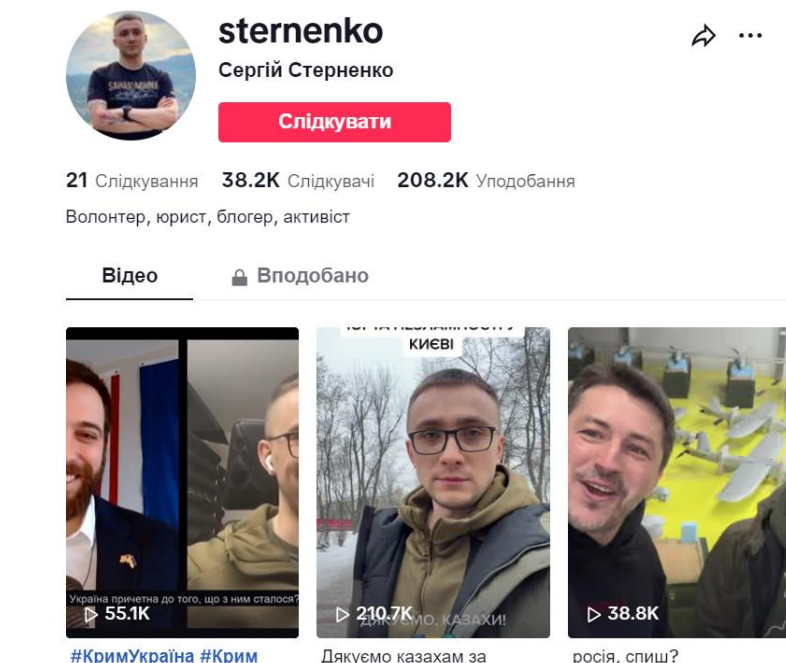 sternenko
Сергій Стерненко
Слідкувати
21 Слідкування 38.2K Слідкувачі 208.2K Уподобання
Волонтер, юрист, блогер, активіст
Відео Вподобано
КИЄВІ
Україна причетна до того, що з ним сталося?
ДЯКУЄМО, КАЗАХИ!
55.1K 210.7K 38.8K
#КримУкраїна #Крим Дякуємо казахам за росія, спиш?